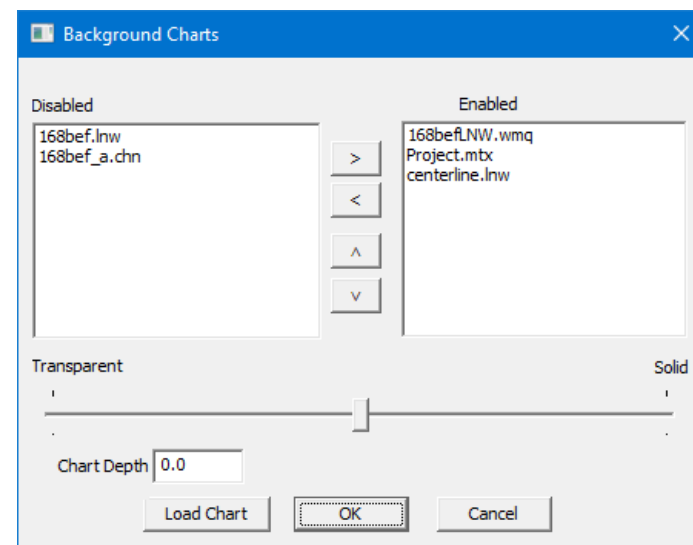 Background Charts
Disabled
Enabled
168bef.lnw
168bef_a.chn
168befLNW.wmq
Project.mtx
centerline.lnw
>
<
^
v
Transparent
Solid
Chart Depth 0.0
Load Chart
OK
Cancel